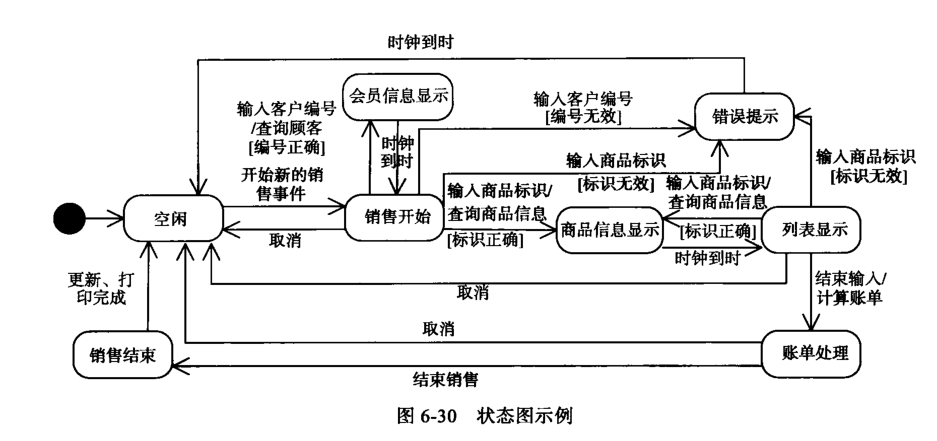 时钟到时
会员信息显示
输入客户编号
/查询顾客
[编号正确]
时钟
到时
输入客户编号
[编号无效]
错误提示
开始新的销
售事件
输入商品标识
[标识无效]
输入商品标识
[标识无效]
空闲
销售开始
输入商品标识/
查询商品信息
[标识正确]
商品信息显示
输入商品标识/
查询商品信息
[标识正确]
列表显示
取消
时钟到时
更新、打
印完成
取消
结束输入/
计算账单
取消
销售结束
账单处理
结束销售
图 6-30 状态图示例